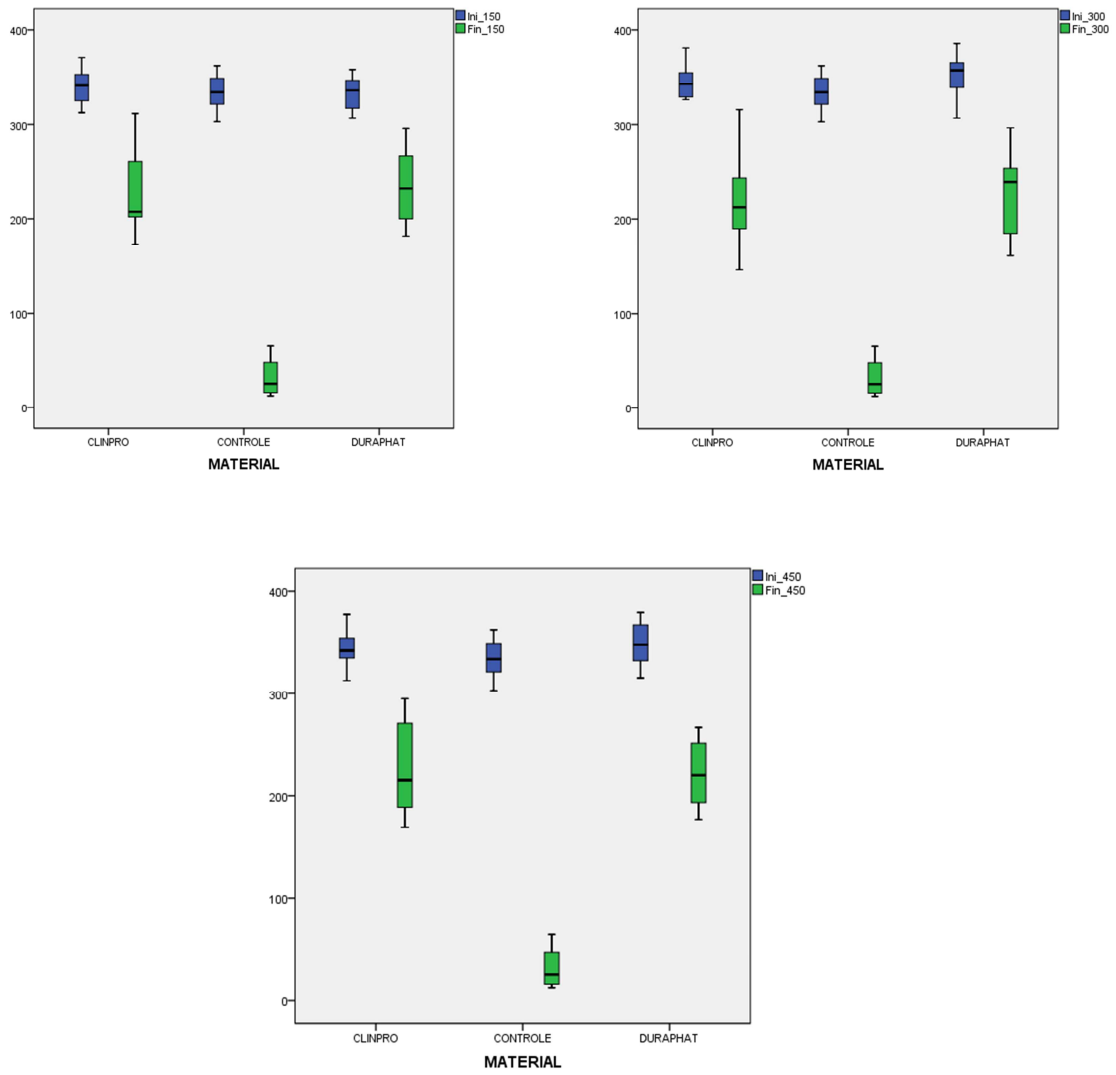 Ini_150
Fin_150
400
300
200
100
0
CLINPRO CONTROLE DURAPHAT
MATERIAL
Ini_300
Fin_300
400
300
200
100
0
CLINPRO CONTROLE DURAPHAT
MATERIAL
Ini_450
Fin_450
400
300
200
100
0
CLINPRO CONTROLE DURAPHAT
MATERIAL